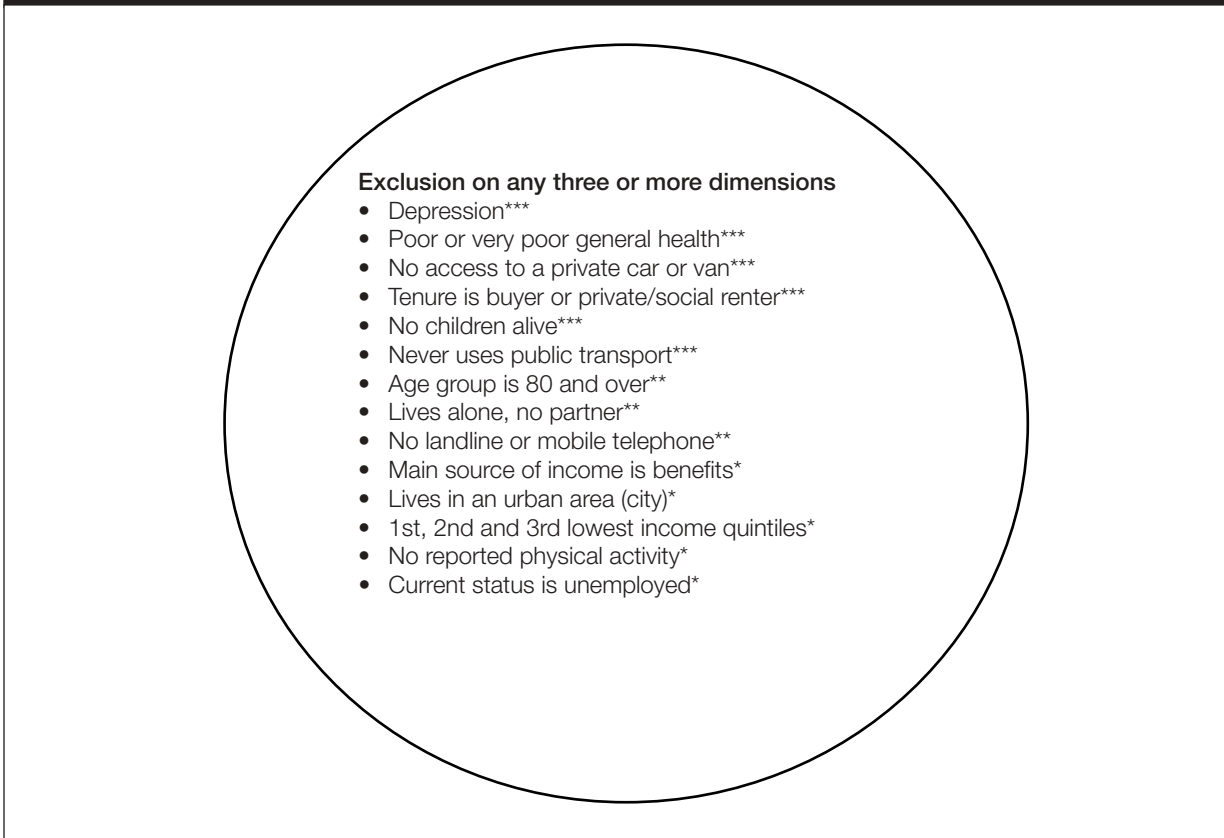 Exclusion on any three or more dimensions
• Depression***
• Poor or very poor general health***
• No access to a private car or van***
• Tenure is buyer or private/social renter***
• No children alive***
• Never uses public transport***
• Age group is 80 and over**
• Lives alone, no partner**
• No landline or mobile telephone**
• Main source of income is benefits*
• Lives in an urban area (city)*
• 1st, 2nd and 3rd lowest income quintiles*
• No reported physical activity*
• Current status is unemployed*